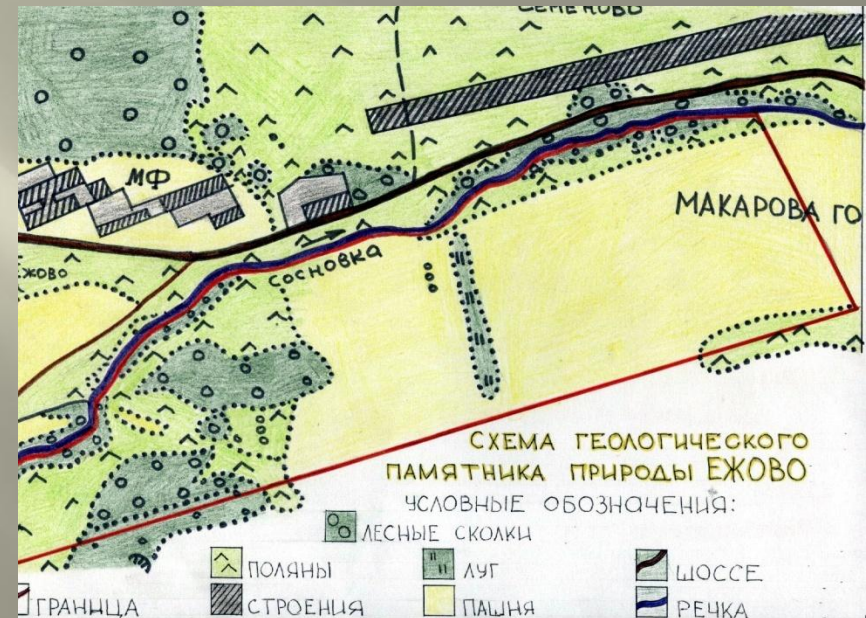 СЕМЕНОВО
МФ
МАКАРОВА ГО
СОСНОВКА
ЖОВО
СХЕМА ГЕОЛОГИЧЕСКОГО
ПАМЯТНИКА ПРИРОДЫ ЕЖОВО
УСЛОВНЫЕ ОБОЗНАЧЕНИЯ:
ЛЕСНЫЕ СКОЛКИ
ПОЛЯНЫ ЛУГ ШОССЕ
ГРАНИЦА СТРОЕНИЯ ПАШНЯ РЕЧКА